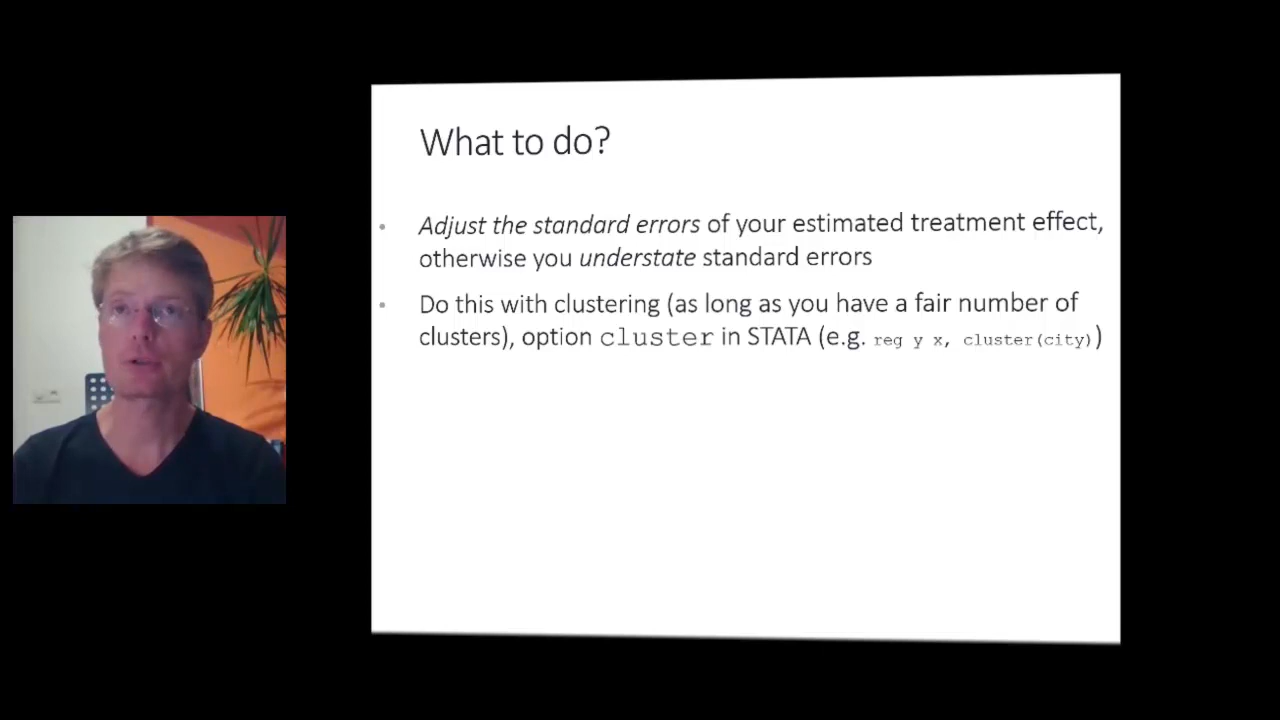 What to do?
• Adjust the standard errors of your estimated treatment effect,
otherwise you understate standard errors
• Do this with clustering (as long as you have a fair number of
clusters), option cluster in STATA (e.g. reg y x, cluster(city))